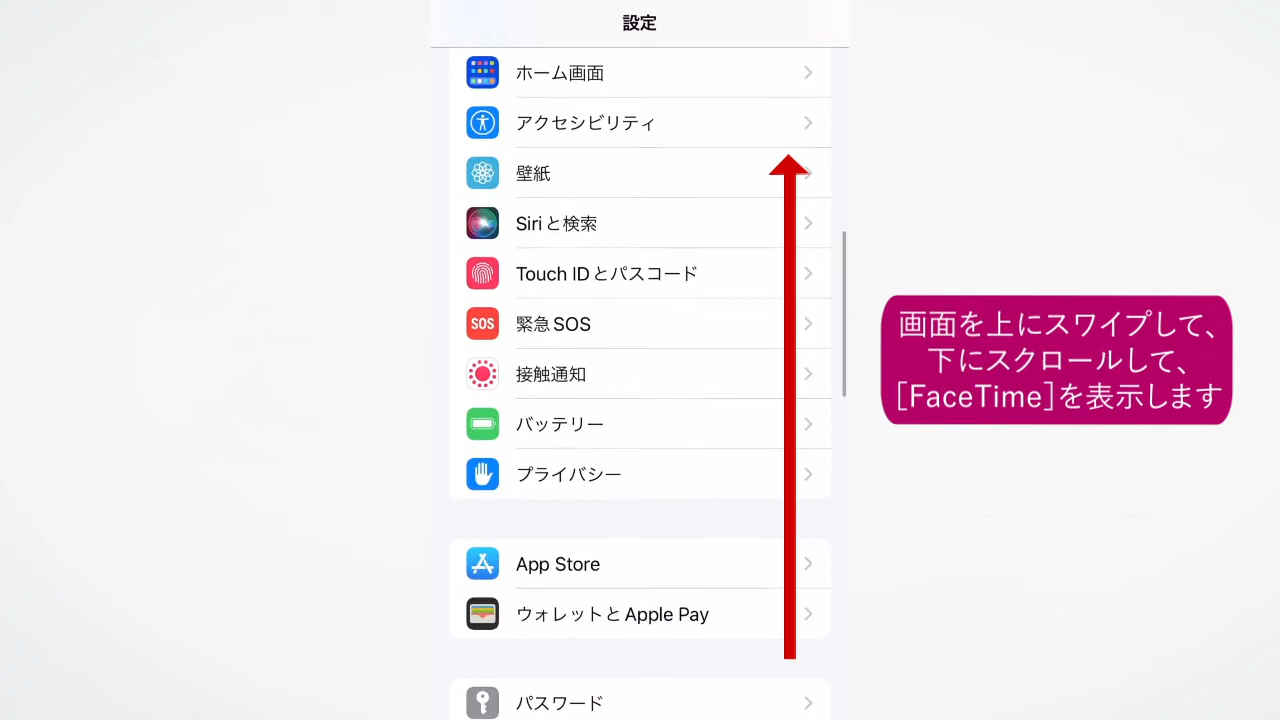 設定
ホーム画面
アクセシビリティ
壁紙
Siriと検索
Touch IDとパスコード
SOS 緊急SOS
接触通知
バッテリー
プライバシー
App Store
ウォレットとApple Pay
パスワード
画面を上にスワイプして、
下にスクロールして、
[FaceTime]を表示します